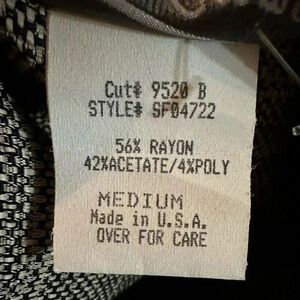 Cut# 9520 B
STYLE# SF04722
56% RAYON
42%ACETATE/4%POLY
MEDIUM
Made in U.S.A.
OVER FOR CARE